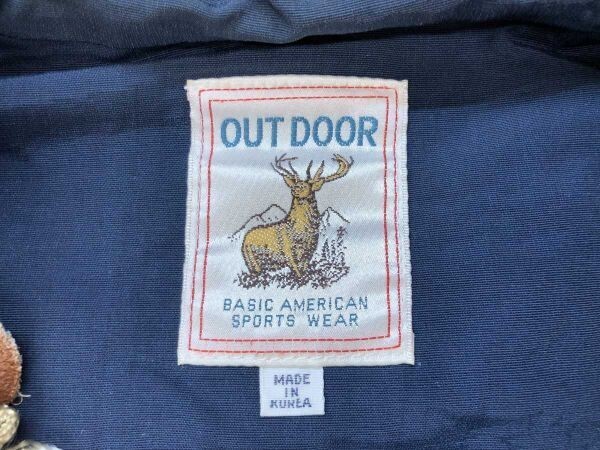 OUT DOOR
BASIC AMERICAN
SPORTS WEAR
MADE
IN
KOREA